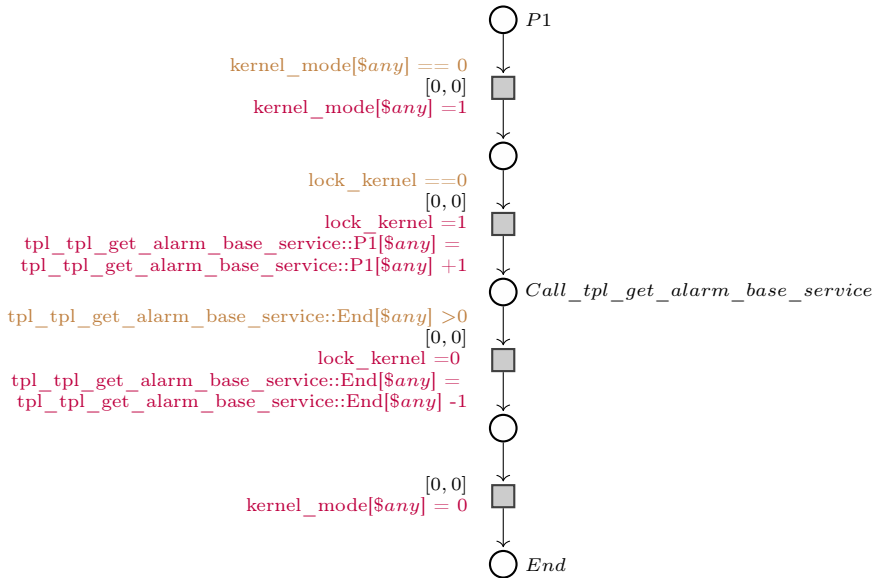 P1
kernel_mode[$any] == 0
[0, 0]
kernel_mode[$any] =1
lock_kernel ==0
[0, 0]
lock_kernel =1
tpl_tpl_get_alarm_base_service::P1[$any] =
tpl_tpl_get_alarm_base_service::P1[$any] +1
Call_tpl_get_alarm_base_service
tpl_tpl_get_alarm_base_service::End[$any] >0
[0, 0]
lock_kernel =0
tpl_tpl_get_alarm_base_service::End[$any] =
tpl_tpl_get_alarm_base_service::End[$any] -1
[0, 0]
kernel_mode[$any] = 0
End